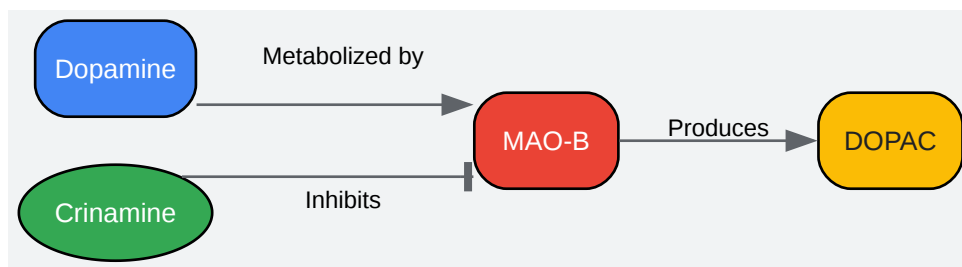 Dopamine
Metabolized by
MAO-B
Produces
DOPAC
Crinamine
Inhibits